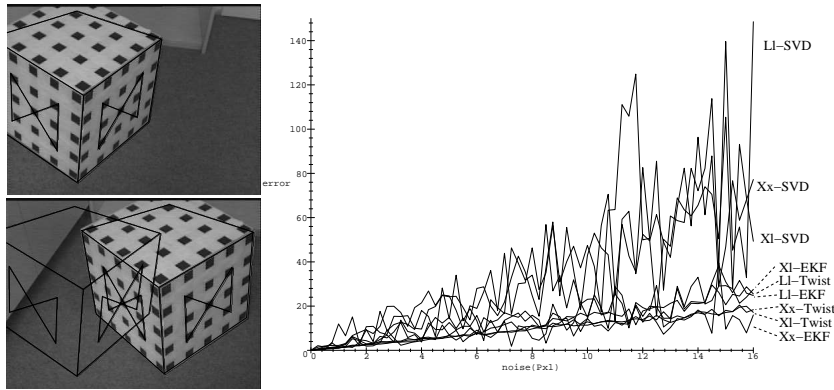 140
120
100
80
60
40
20
0
error
0 2 4 6 8 10 12 14 16
noise(Pxl)
Ll-SVD
Xx-SVD
Xl-SVD
Xl-EKF
Ll-Twist
Ll-EKF
Xx-Twist
Xl-Twist
Xx-EKF